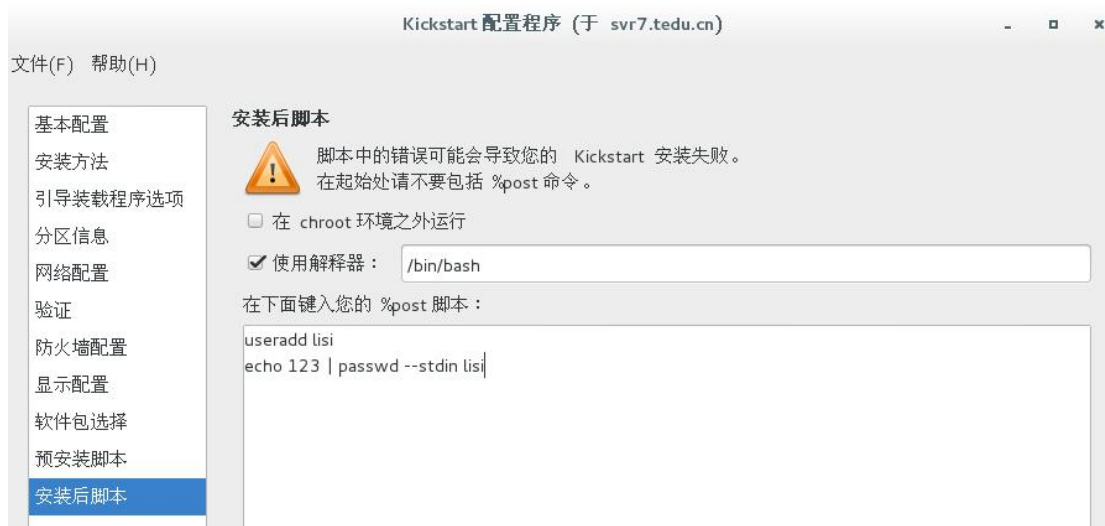 Kickstart 配置程序 (于 svr7.tedu.cn)
文件(F) 帮助(H)
基本配置
安装方法
引导装载程序选项
分区信息
网络配置
验证
防火墙配置
显示配置
软件包选择
预安装脚本
安装后脚本
安装后脚本
脚本中的错误可能会导致您的 Kickstart 安装失败。
在起始处请不要包括 %post 命令。
在 chroot 环境之外运行
使用解释器： /bin/bash
在下面键入您的 %post 脚本：
useradd lisi
echo 123 | passwd --stdin lisi